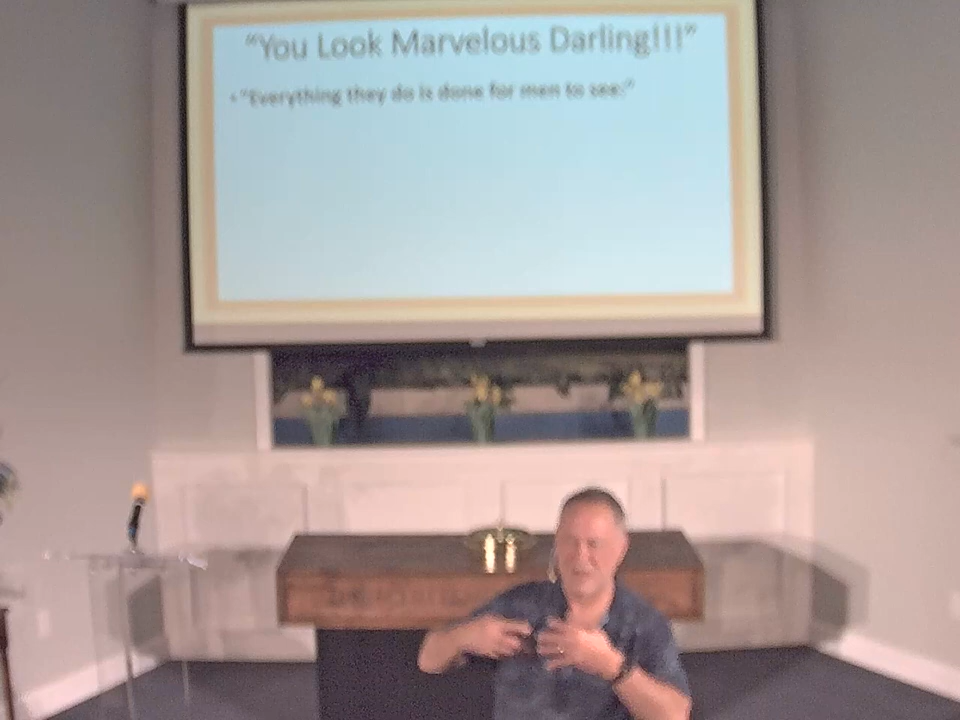 "You Look Marvelous Darling!!!"
• "Everything they do is done for men to see:"